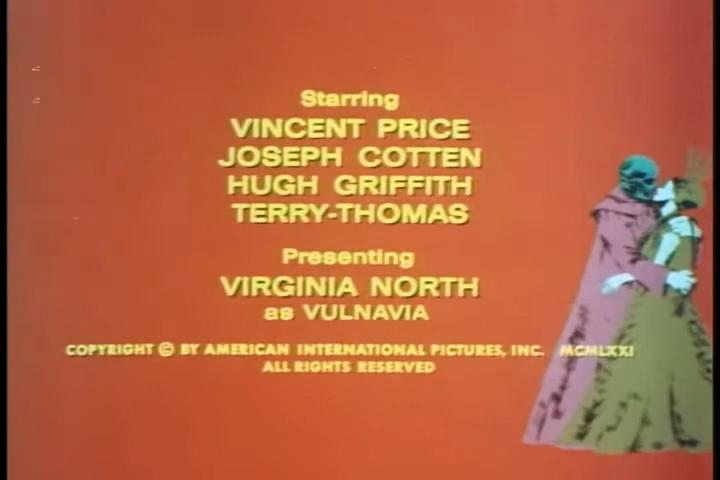 Starring
VINCENT PRICE
JOSEPH COTTEN
HUGH GRIFFITH
TERRY-THOMAS
Presenting
VIRGINIA NORTH
as VULNAVIA
COPYRIGHT © BY AMERICAN INTERNATIONAL PICTURES, INC. MCMLXXI
ALL RIGHTS RESERVED